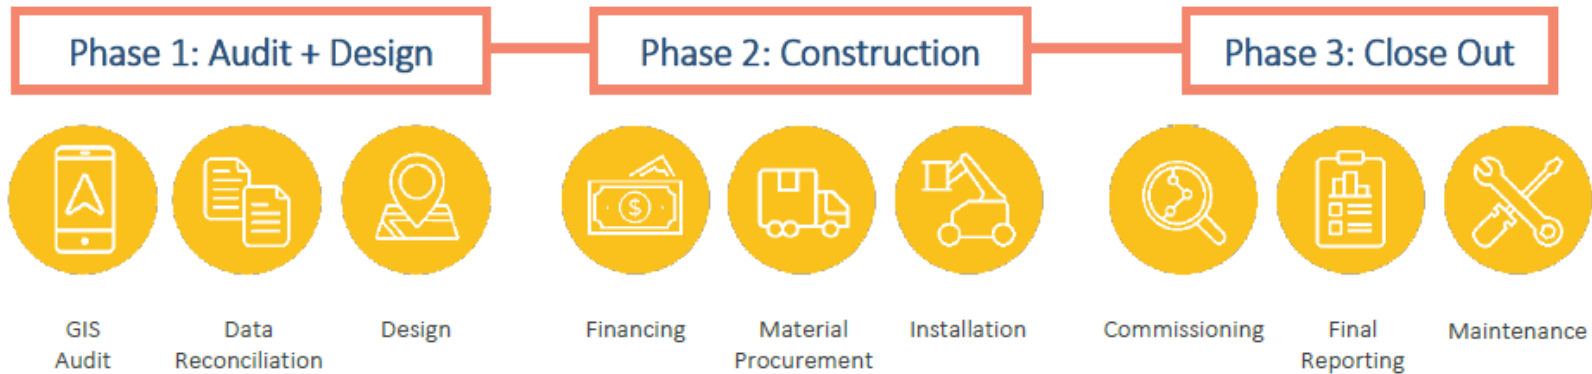 Phase 1: Audit + Design
Phase 2: Construction
Phase 3: Close Out
GIS
Audit
Data
Reconciliation
Design
$
Financing
Material
Procurement
Installation
Commissioning
Final
Reporting
Maintenance